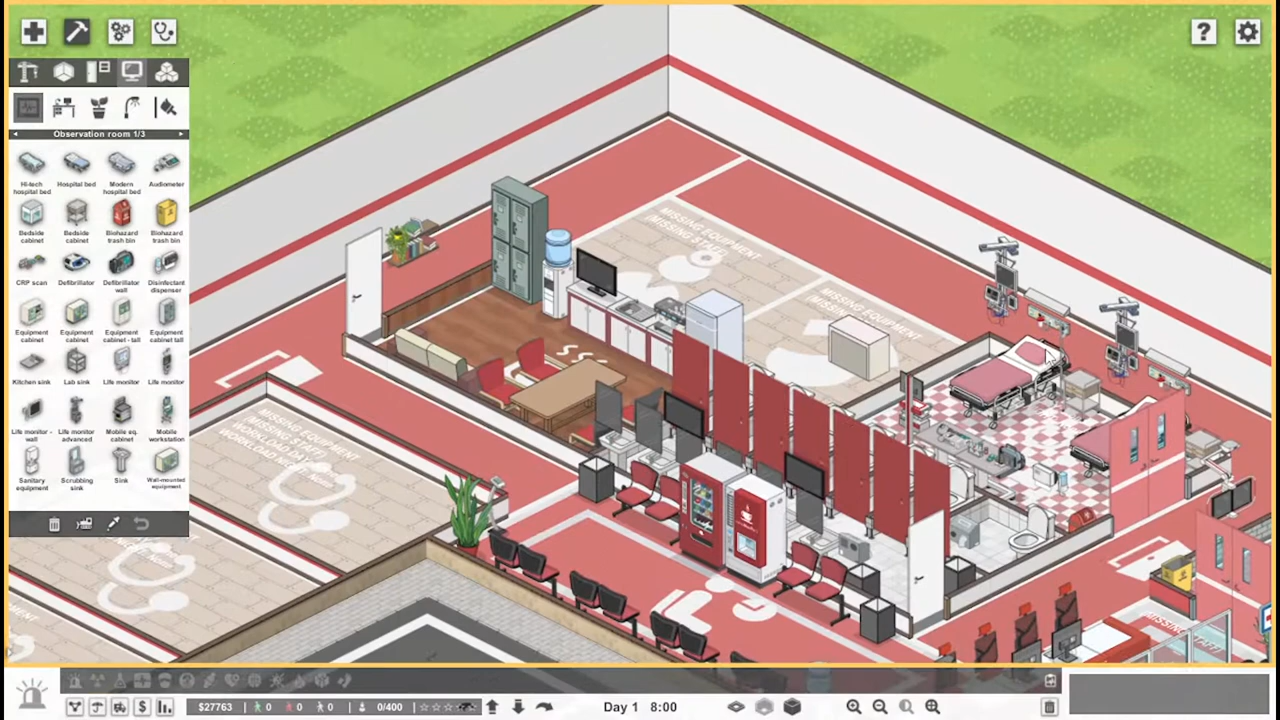 ?
Observation room 1/3
Hi-tech hospital bed
Hospital bed
Modern hospital bed
Audiometer
Bedside cabinet
Bedside cabinet
Biohazard trash bin
Biohazard trash bin
CRP scan
Defibrillator
Defibrillator wall
Disinfectant dispenser
Equipment cabinet
Equipment cabinet
Equipment cabinet - tall
Equipment cabinet tall
Kitchen sink
Lab sink
Life monitor
Life monitor
Life monitor - wall
Life monitor advanced
Mobile eq. cabinet
Mobile workstation
Sanitary equipment
Scrubbing sink
Sink
Wall-mounted equipment
MISSING EQUIPMENT
(MISSING STAFF)
MISSING EQUIPMENT
(MISSING STAFF)
MISSING EQUIPMENT
(MISSING STAFF)
$27763
0
0
0
0/400
Day 1 8:00